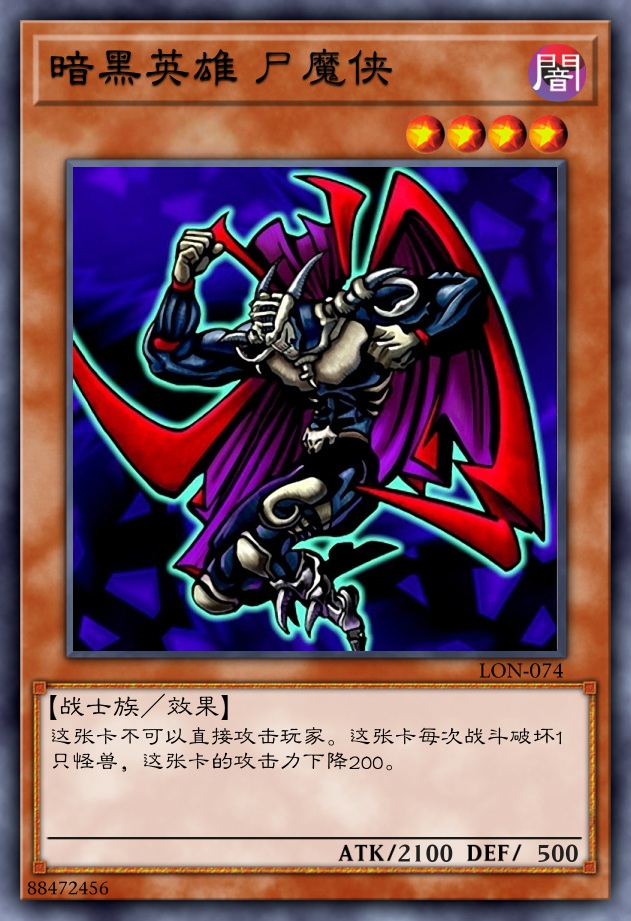 暗黑英雄 尸魔侠
闇
LON-074
【战士族／效果】
这张卡不可以直接攻击玩家。这张卡每次战斗破坏1
只怪兽，这张卡的攻击力下降200。
ATK/2100 DEF/ 500
88472456